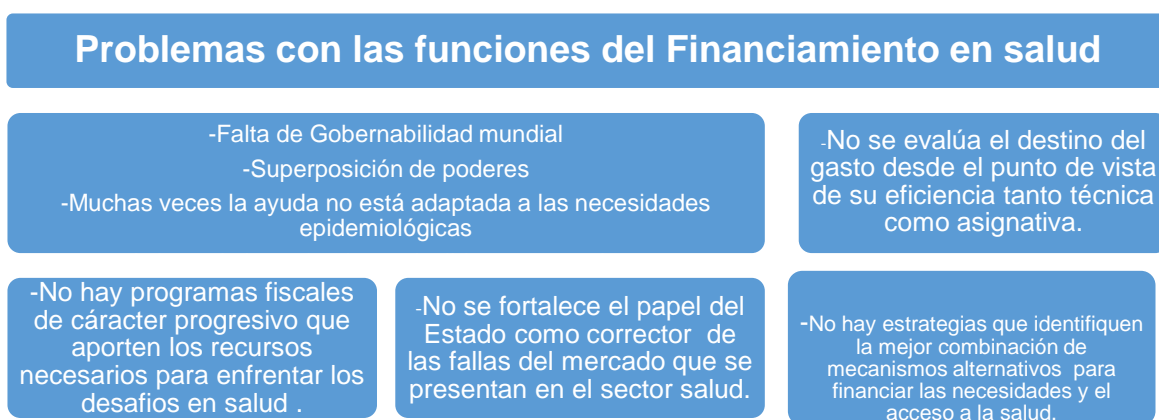 Problemas con las funciones del Financiamiento en salud
-Falta de Gobernabilidad mundial
-Superposición de poderes
-Muchas veces la ayuda no está adaptada a las necesidades
epidemiológicas
-No se evalúa el destino del
gasto desde el punto de vista
de su eficiencia tanto técnica
como asignativa.
-No hay programas fiscales
de cáracter progresivo que
aporten los recursos
necesarios para enfrentar los
desafios en salud .
-No se fortalece el papel del
Estado como corrector de
las fallas del mercado que se
presentan en el sector salud.
-No hay estrategias que identifiquen
la mejor combinación de
mecanismos alternativos para
financiar las necesidades y el
acceso a la salud.